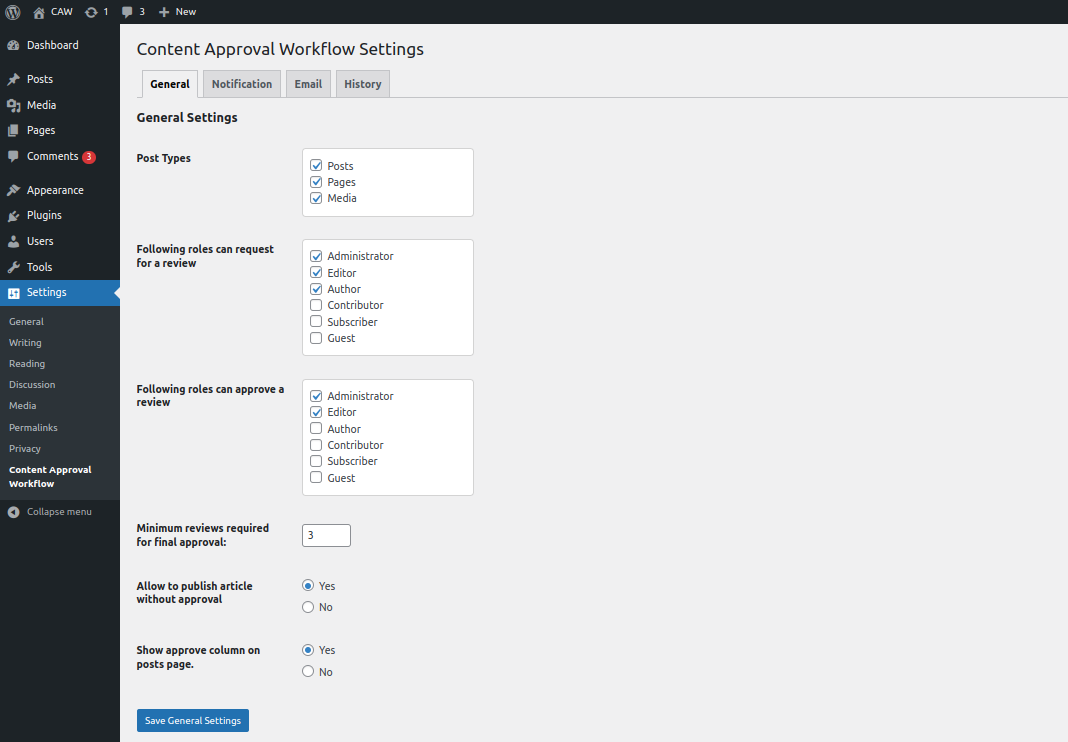 CAW 1 3 New
Dashboard
Posts
Media
Pages
Comments 3
Appearance
Plugins
Users
Tools
Settings
General
Writing
Reading
Discussion
Media
Permalinks
Privacy
Content Approval
Workflow
Collapse menu
Content Approval Workflow Settings
General Notification Email History
General Settings
Post Types
Posts
Pages
Media
Following roles can request
for a review
Administrator
Editor
Author
Contributor
Subscriber
Guest
Following roles can approve a
review
Administrator
Editor
Author
Contributor
Subscriber
Guest
Minimum reviews required
for final approval:
3
Allow to publish article
without approval
Yes
No
Show approve column on
posts page.
Yes
No
Save General Settings